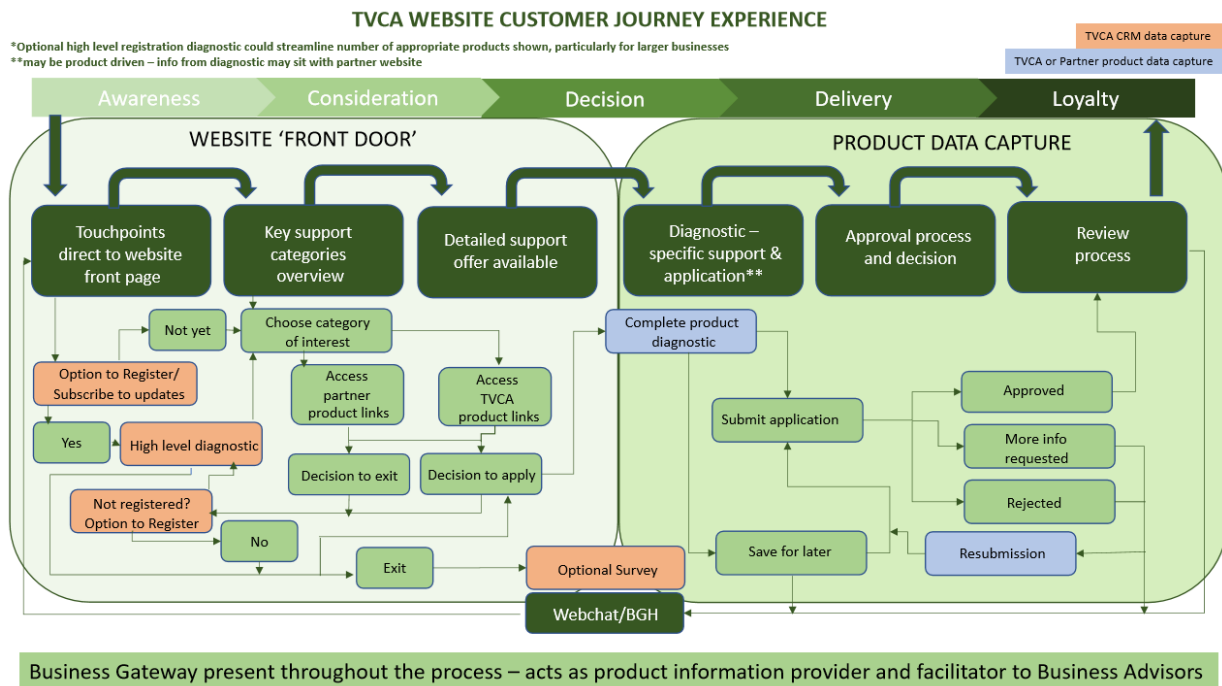 TVCA WEBSITE CUSTOMER JOURNEY EXPERIENCE
*Optional high level registration diagnostic could streamline number of appropriate products shown, particularly for larger businesses
**may be product driven – info from diagnostic may sit with partner website
TVCA CRM data capture
TVCA or Partner product data capture
Awareness
Consideration
Decision
Delivery
Loyalty
WEBSITE ‘FRONT DOOR’
PRODUCT DATA CAPTURE
Touchpoints
direct to website
front page
Key support
categories
overview
Detailed support
offer available
Diagnostic –
specific support &
application**
Approval process
and decision
Review
process
Not yet
Choose category
of interest
Complete product
diagnostic
Option to Register/
Subscribe to updates
Access
partner
product links
Access
TVCA
product links
Approved
Submit application
Yes
High level diagnostic
More info
requested
Decision to exit
Decision to apply
Rejected
Not registered?
Option to Register
No
Save for later
Resubmission
Exit
Optional Survey
Webchat/BGH
Business Gateway present throughout the process – acts as product information provider and facilitator to Business Advisors